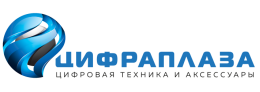 ЦИФРАПЛАЗА
ЦИФРОВАЯ ТЕХНИКА И АКСЕССУАРЫ